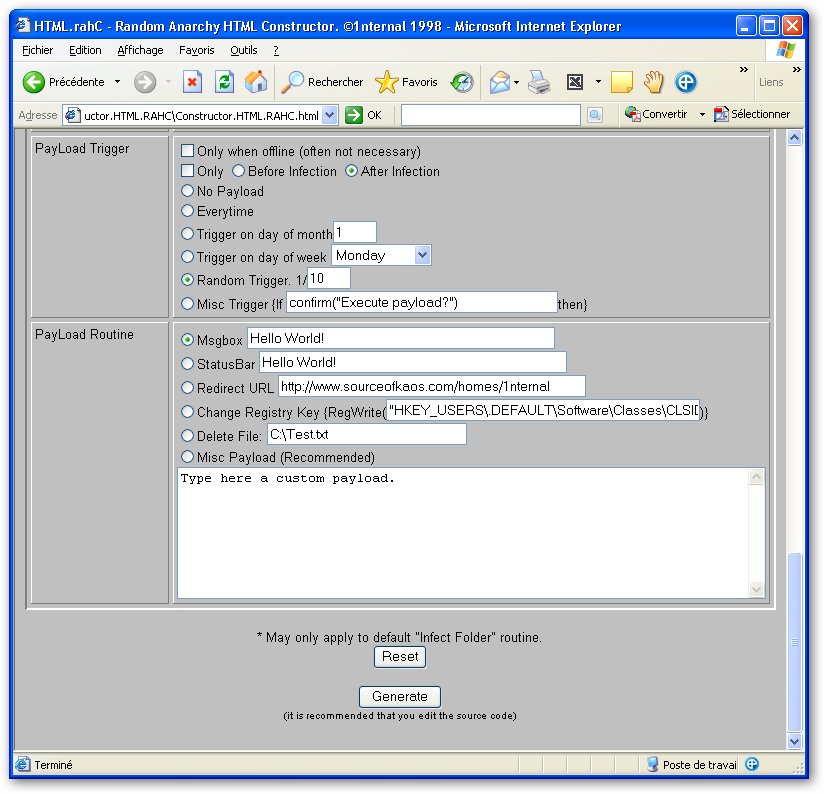 HTML.rahC - Random Anarchy HTML Constructor. ©1nternal 1998 - Microsoft Internet Explorer
Fichier Edition Affichage Favoris Outils ?
Précédente Rechercher Favoris » Liens »
Adresse uctor.HTML.RAHC\Constructor.HTML.RAHC.html OK Convertir Sélectionner
PayLoad Trigger
Only when offline (often not necessary)
Only Before Infection After Infection
No Payload
Everytime
Trigger on day of month 1
Trigger on day of week Monday
Random Trigger. 1/ 10
Misc Trigger {If confirm("Execute payload?") then}
PayLoad Routine
Msgbox Hello World!
StatusBar Hello World!
Redirect URL http://www.sourceofkaos.com/homes/1nternal
Change Registry Key {RegWrite( "HKEY_USERS\.DEFAULT\Software\Classes\CLSID )}
Delete File: C:\Test.txt
Misc Payload (Recommended)
Type here a custom payload.
* May only apply to default "Infect Folder" routine.
Reset
Generate
(it is recommended that you edit the source code)
Terminé Poste de travai